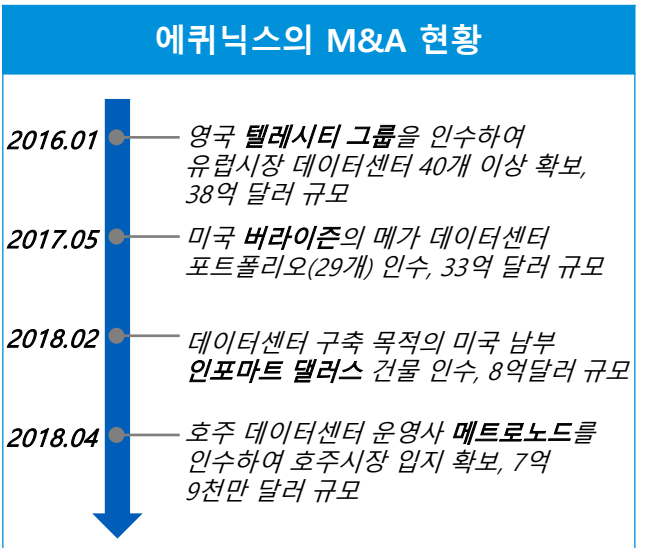 에퀴닉스의 M&A 현황
2016.01
영국 텔레시티 그룹을 인수하여
유럽시장 데이터센터 40개 이상 확보,
38억 달러 규모
2017.05
미국 버라이즌의 메가 데이터센터
포트폴리오(29개) 인수, 33억 달러 규모
2018.02
데이터센터 구축 목적의 미국 남부
인포마트 댈러스 건물 인수, 8억달러 규모
2018.04
호주 데이터센터 운영사 메트로노드를
인수하여 호주시장 입지 확보, 7억
9천만 달러 규모